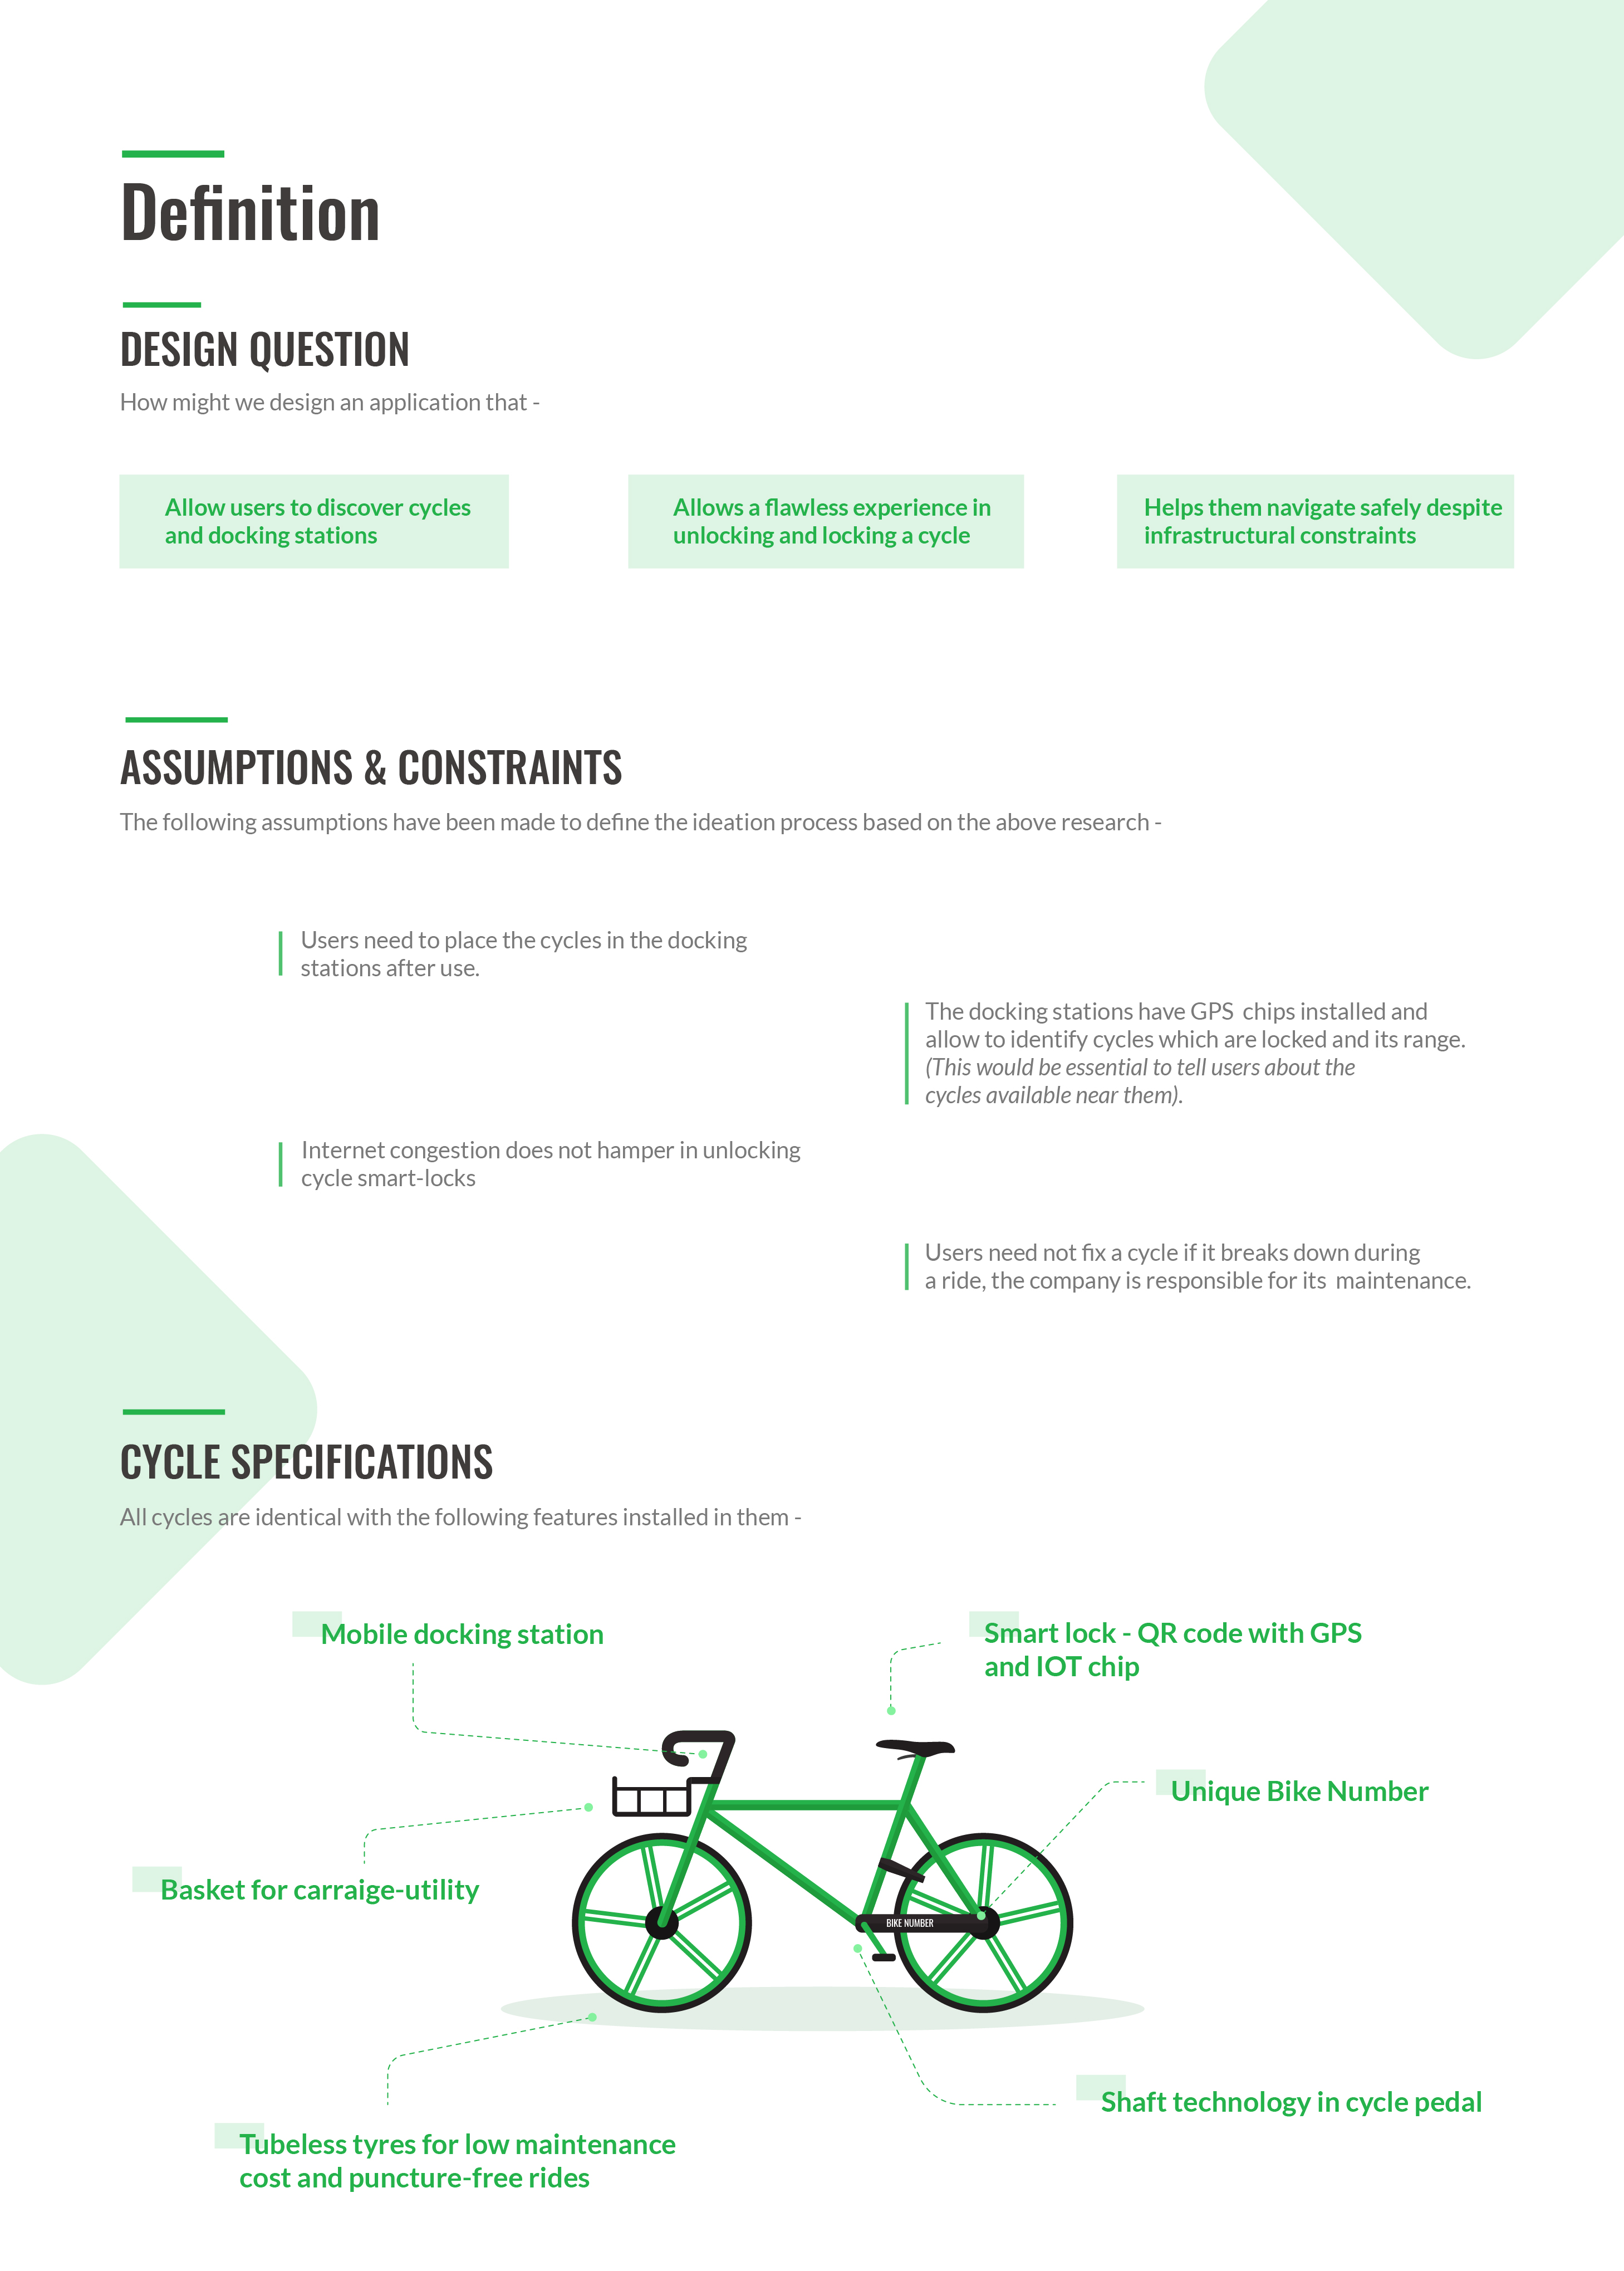 Definition
DESIGN QUESTION
How might we design an application that -
Allow users to discover cycles
and docking stations
Allows a flawless experience in
unlocking and locking a cycle
Helps them navigate safely despite
infrastructural constraints
ASSUMPTIONS & CONSTRAINTS
The following assumptions have been made to define the ideation process based on the above research -
Users need to place the cycles in the docking
stations after use.
The docking stations have GPS  chips installed and
allow to identify cycles which are locked and its range.
(This would be essential to tell users about the
cycles available near them).
Internet congestion does not hamper in unlocking
cycle smart-locks
Users need not fix a cycle if it breaks down during
a ride, the company is responsible for its  maintenance.
CYCLE SPECIFICATIONS
All cycles are identical with the following features installed in them -
Mobile docking station
Smart lock - QR code with GPS
and IOT chip
Unique Bike Number
Basket for carraige-utility
BIKE NUMBER
Shaft technology in cycle pedal
Tubeless tyres for low maintenance
cost and puncture-free rides